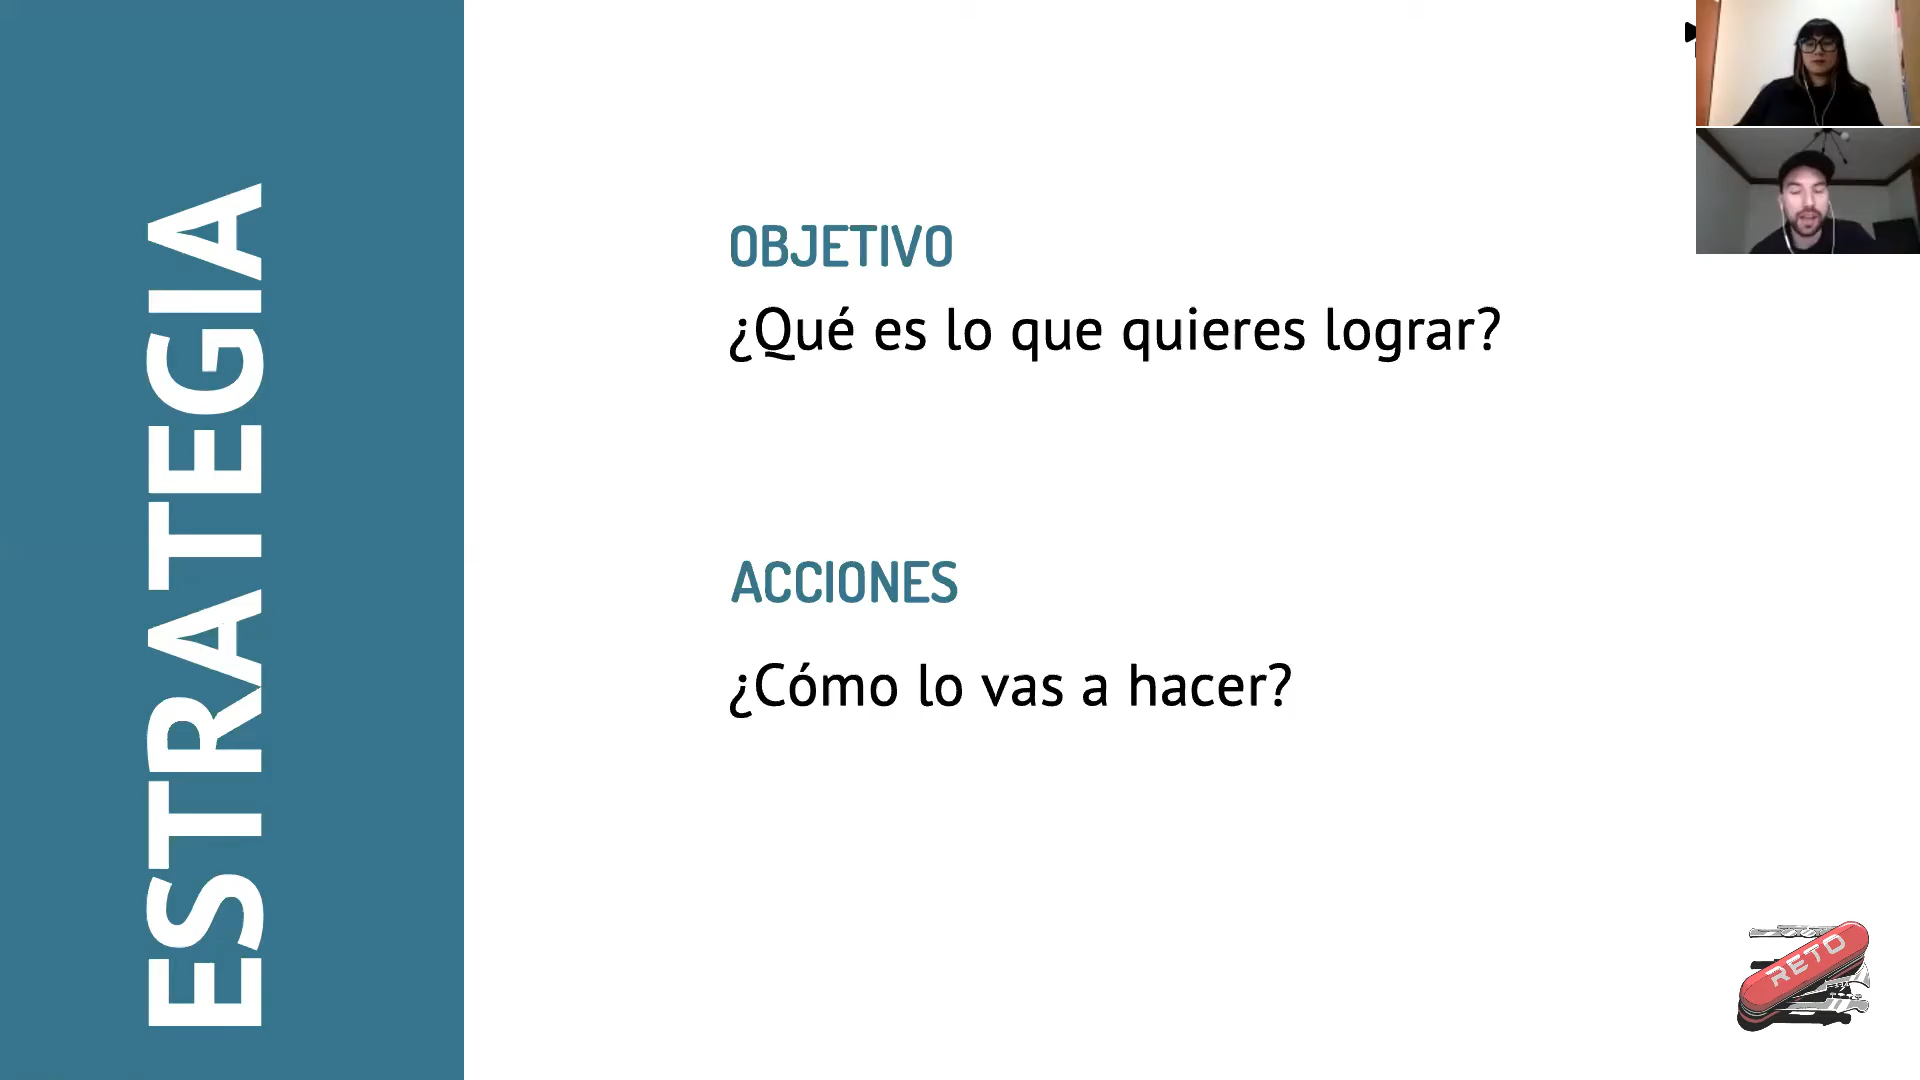 ESTRATEGIA
OBJETIVO
¿Qué es lo que quieres lograr?
ACCIONES
¿Cómo lo vas a hacer?
RETO